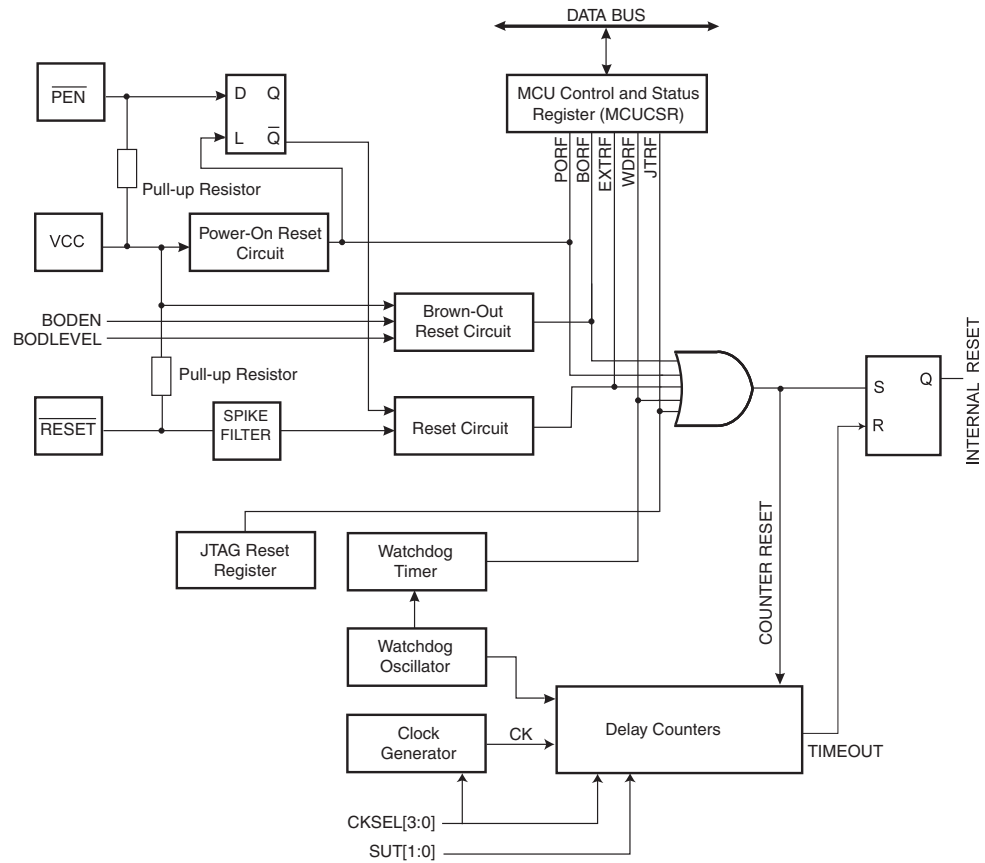 DATA BUS
PEN
D Q
L Q
MCU Control and Status
Register (MCUCSR)
PORF
BORF
EXTRF
WDRF
JTRF
Pull-up Resistor
VCC
Power-On Reset
Circuit
BODEN
BODLEVEL
Brown-Out
Reset Circuit
Pull-up Resistor
RESET
SPIKE
FILTER
Reset Circuit
S Q
R
INTERNAL RESET
JTAG Reset
Register
Watchdog
Timer
COUNTER RESET
Watchdog
Oscillator
Clock
Generator
CK
Delay Counters
TIMEOUT
CKSEL[3:0]
SUT[1:0]